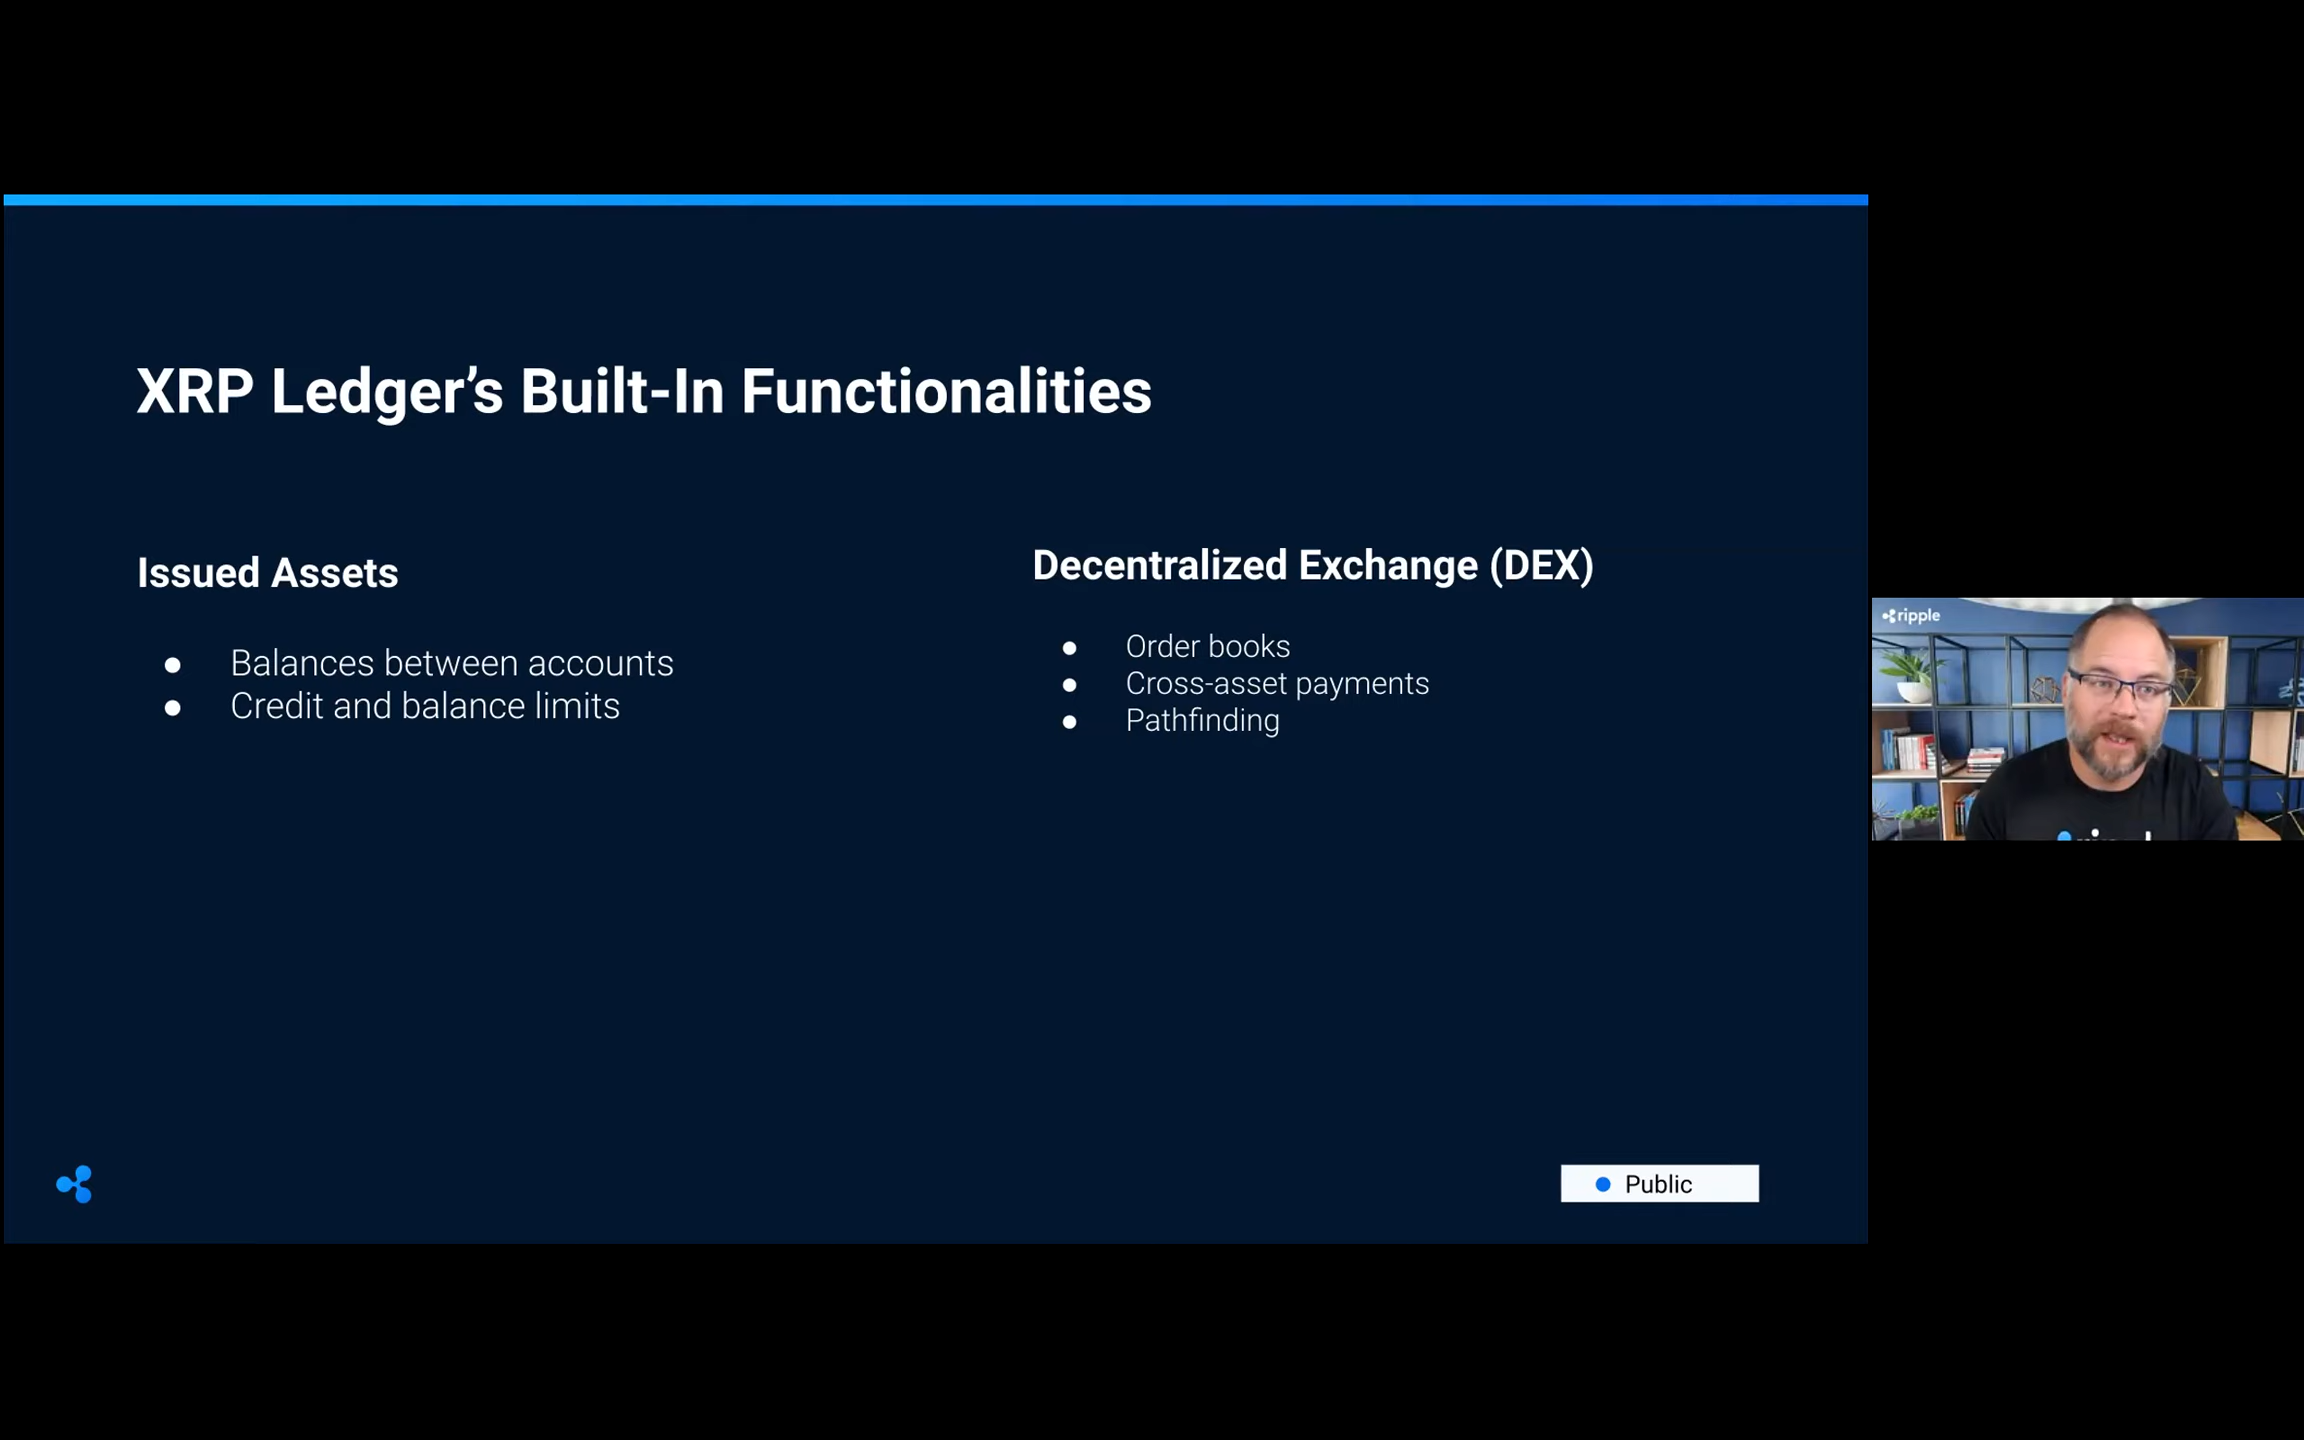 XRP Ledger’s Built-In Functionalities
Issued Assets
● Balances between accounts
● Credit and balance limits
Decentralized Exchange (DEX)
● Order books
● Cross-asset payments
● Pathfinding
Public
ripple